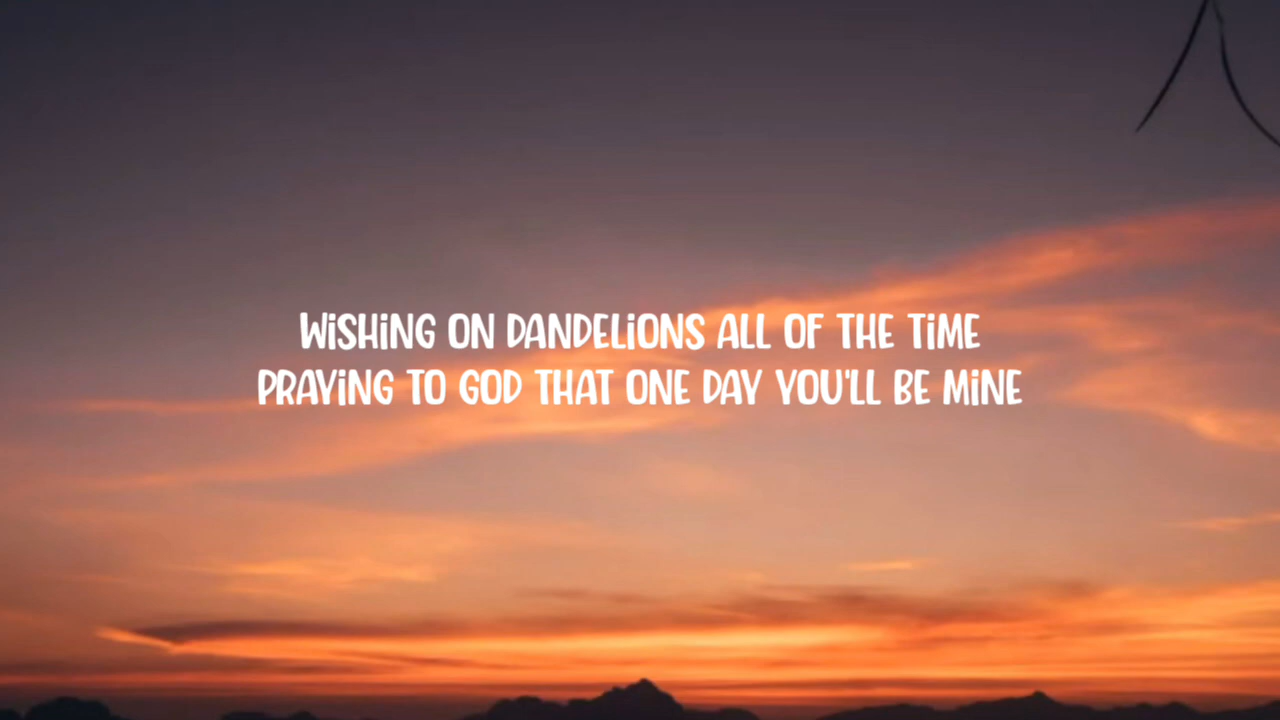 WiSHiNG ON DANDELiONS ALL OF THE TiME
PRAYiNG TO GOD THAT ONE DAY YOU'LL BE MiNE